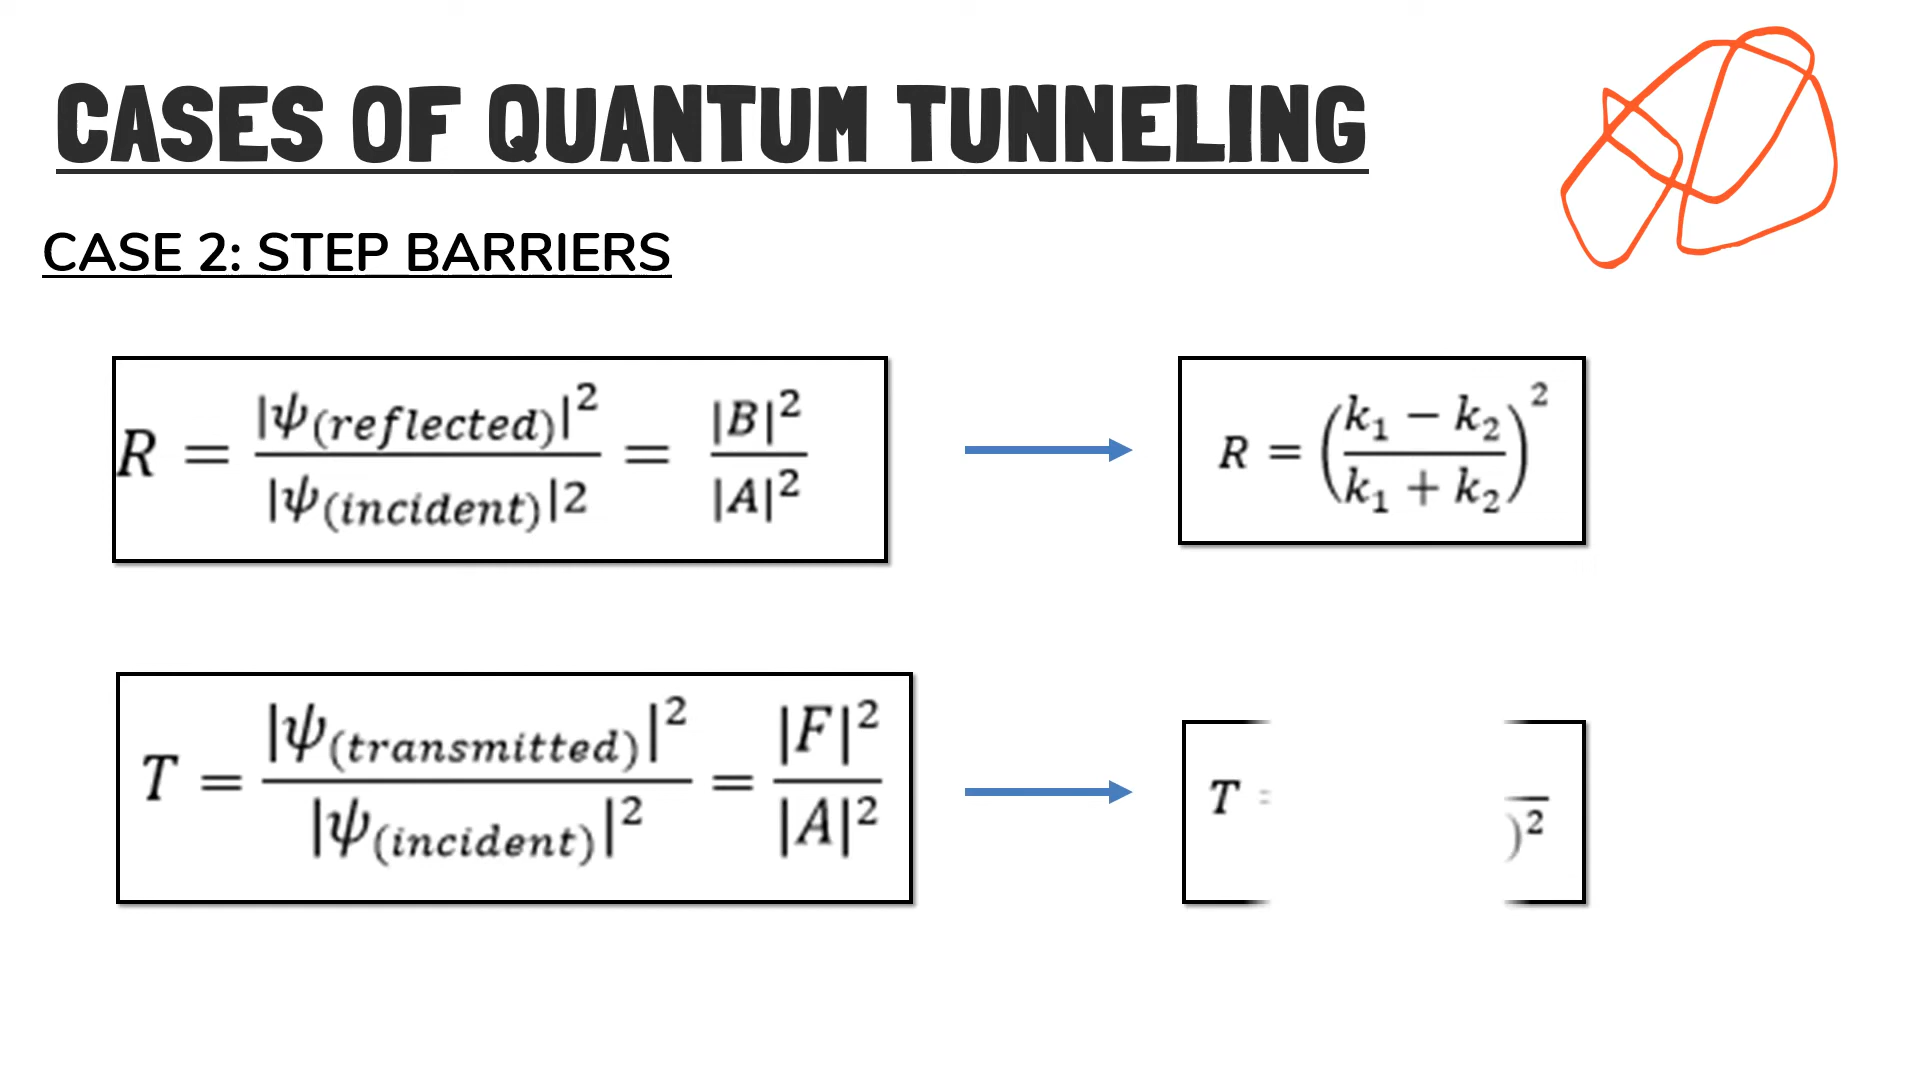 CASES OF QUANTUM TUNNELING
CASE 2: STEP BARRIERS
R = |ψ(reflected)|² / |ψ(incident)|2 = |B|² / |A|²
R = (k₁ − k₂ / k₁ + k₂)²
T = |ψ(transmitted)|² / |ψ(incident)|² = |F|² / |A|²
T = )²